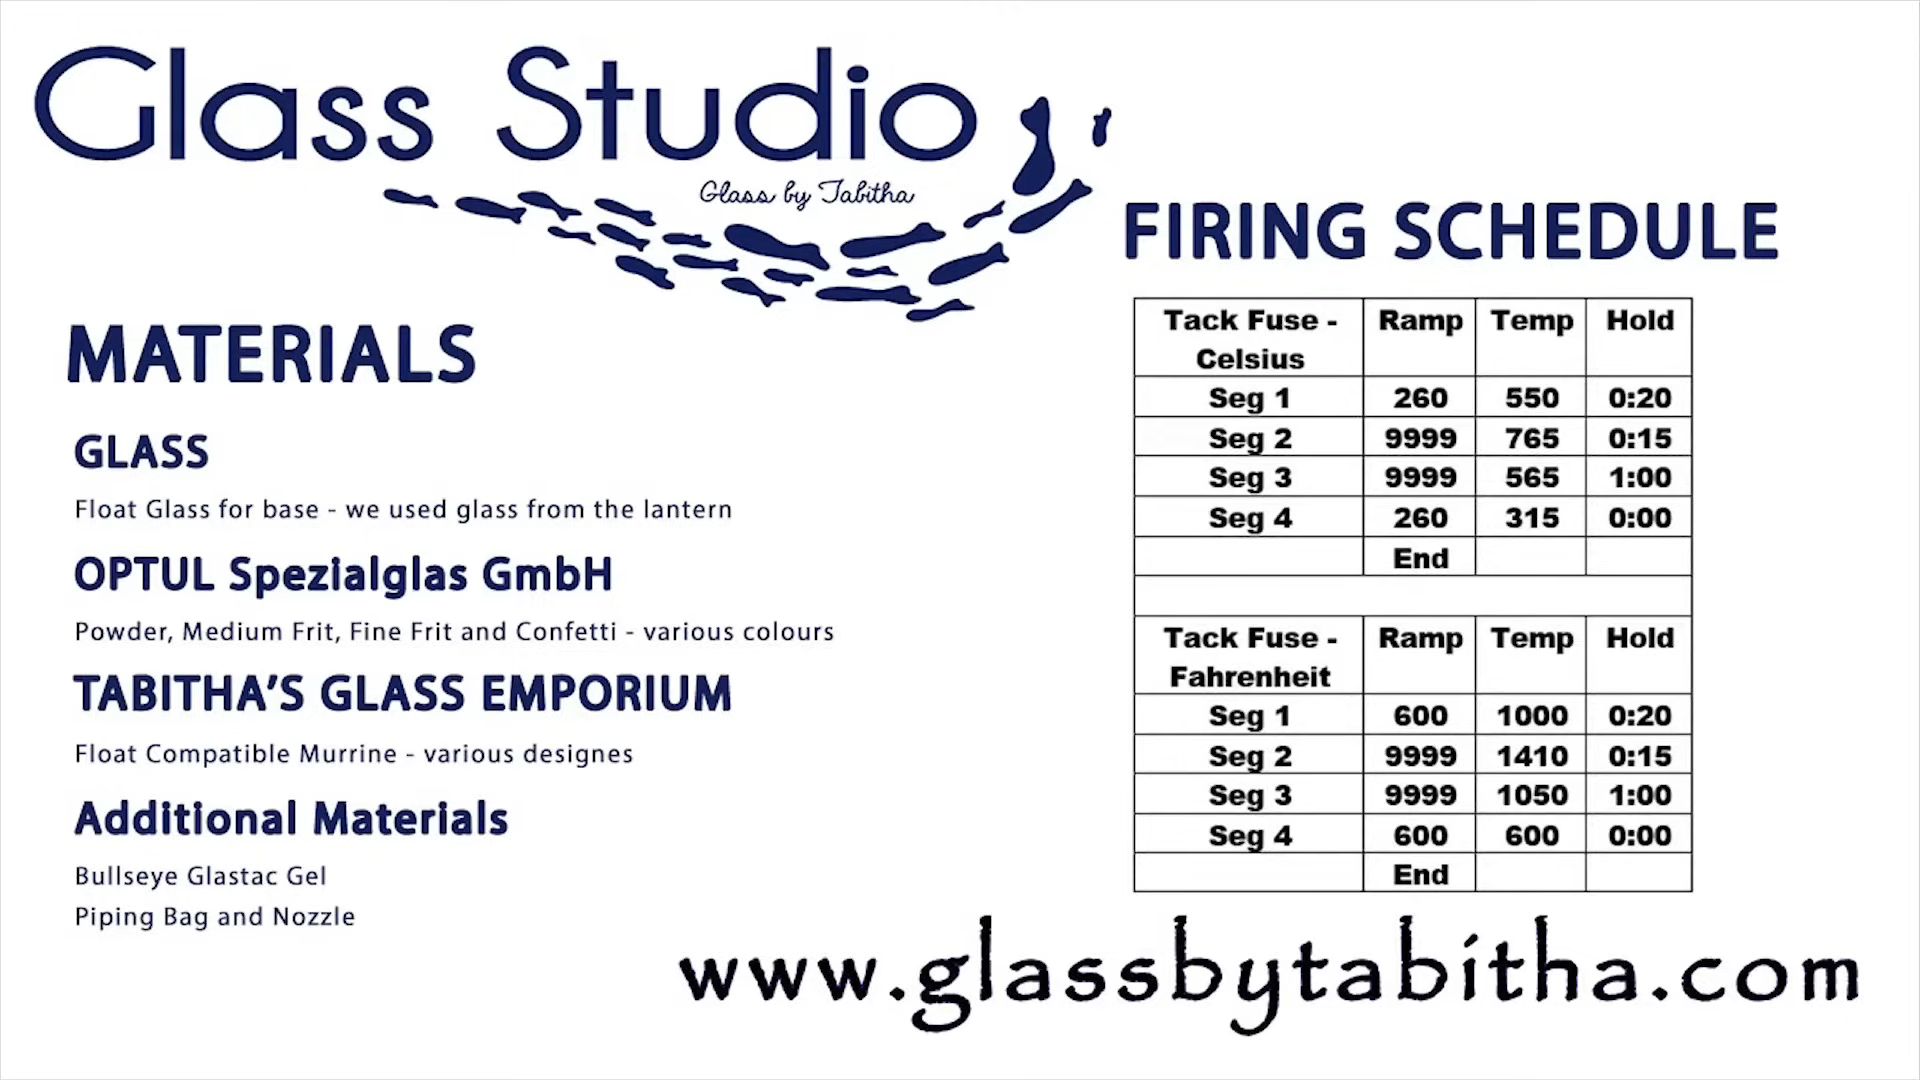 Glass Studio
Glass by Tabitha
MATERIALS
GLASS
Float Glass for base - we used glass from the lantern
OPTUL Spezialglas GmbH
Powder, Medium Frit, Fine Frit and Confetti - various colours
TABITHA'S GLASS EMPORIUM
Float Compatible Murrine - various designes
Additional Materials
Bullseye Glastac Gel
Piping Bag and Nozzle
FIRING SCHEDULE
Tack Fuse - Ramp Temp Hold
Celsius
Seg 1 260 550 0:20
Seg 2 9999 765 0:15
Seg 3 9999 565 1:00
Seg 4 260 315 0:00
End
Tack Fuse - Ramp Temp Hold
Fahrenheit
Seg 1 600 1000 0:20
Seg 2 9999 1410 0:15
Seg 3 9999 1050 1:00
Seg 4 600 600 0:00
End
www.glassbytabitha.com